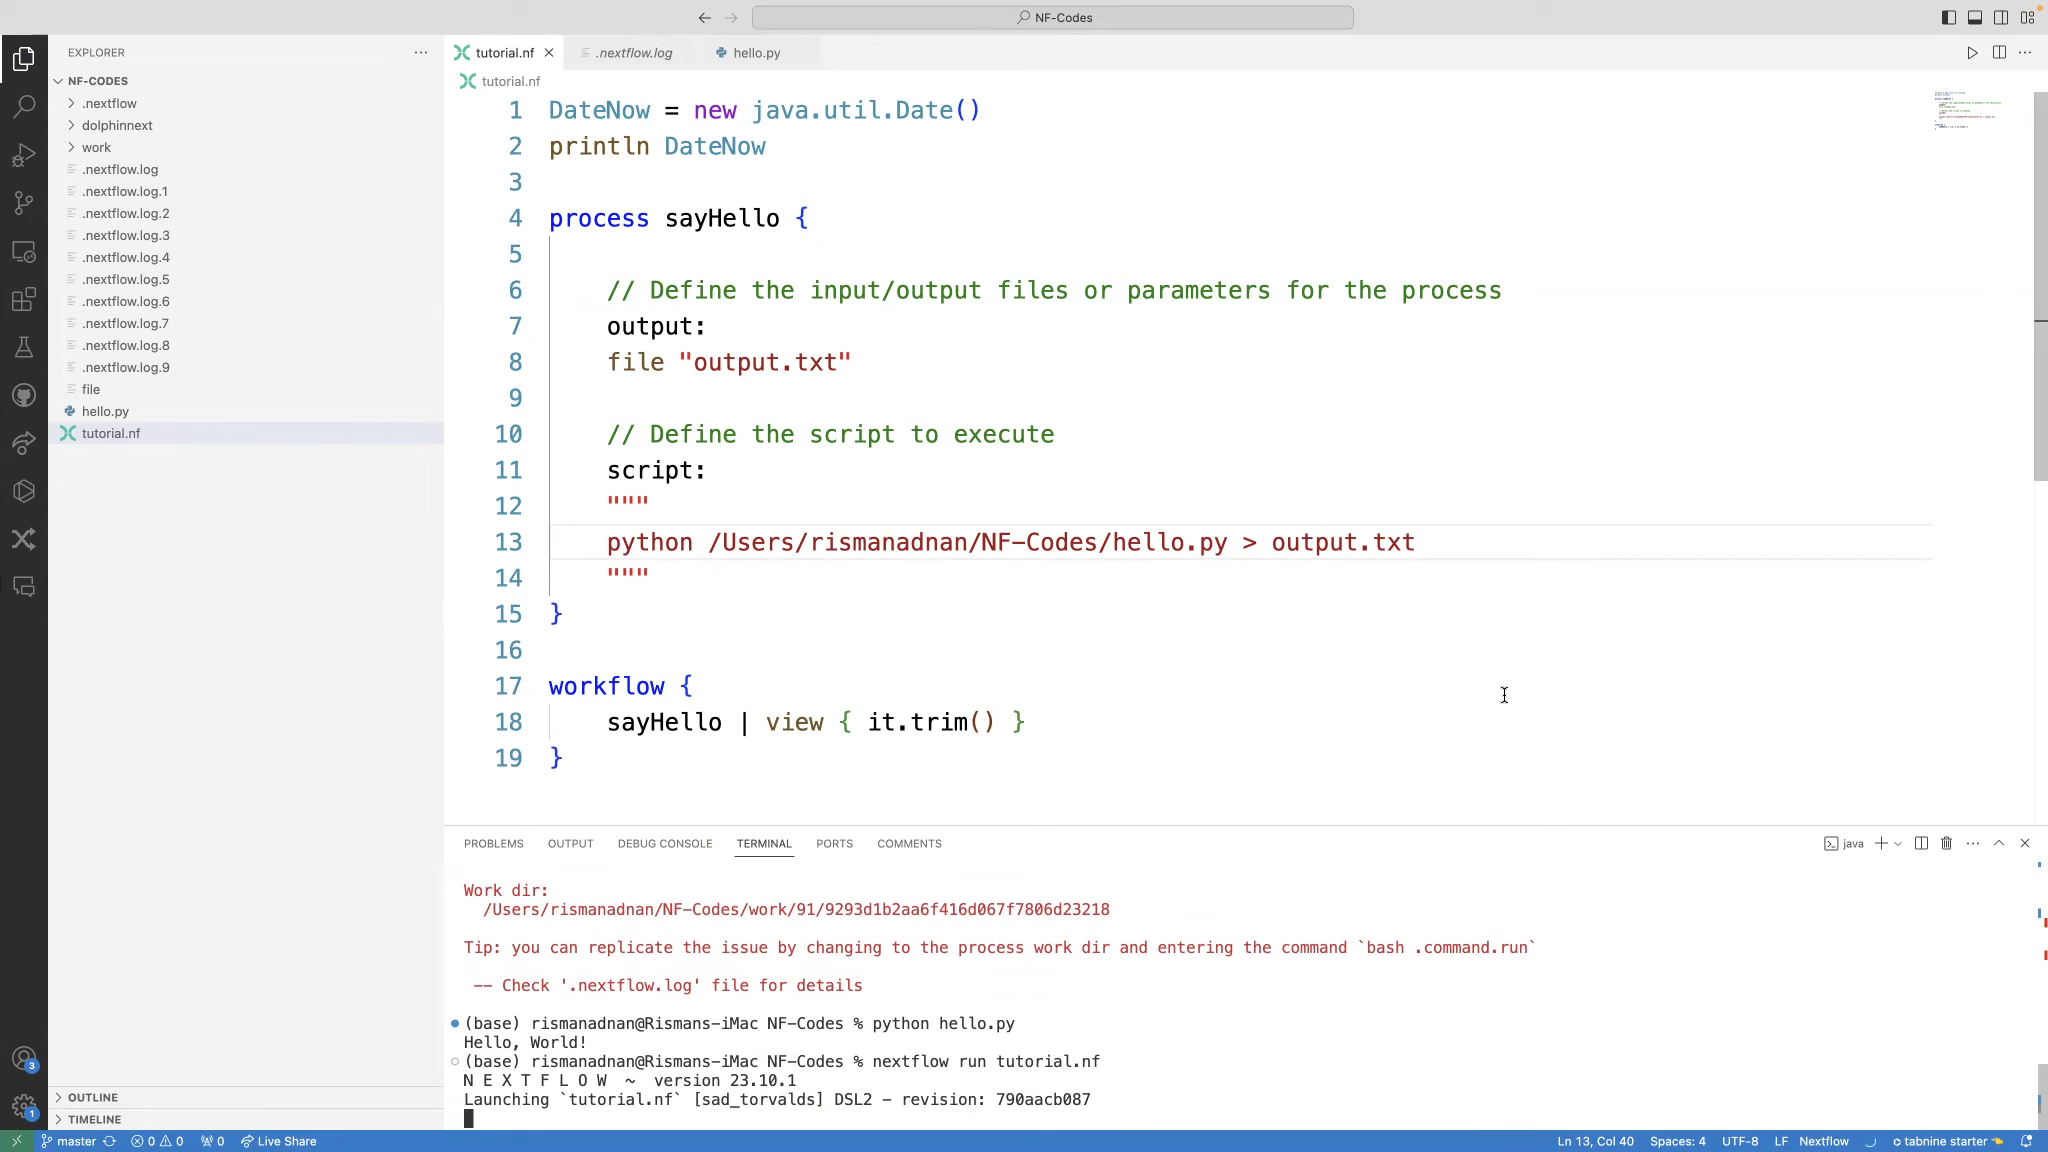 NF-Codes
EXPLORER
NF-CODES
.nextflow
dolphinnext
work
.nextflow.log
.nextflow.log.1
.nextflow.log.2
.nextflow.log.3
.nextflow.log.4
.nextflow.log.5
.nextflow.log.6
.nextflow.log.7
.nextflow.log.8
.nextflow.log.9
file
hello.py
tutorial.nf
OUTLINE
TIMELINE
3
1
tutorial.nf .nextflow.log hello.py
tutorial.nf
1 DateNow = new java.util.Date()
2 println DateNow
3
4 process sayHello {
5
6 // Define the input/output files or parameters for the process
7 output:
8 file "output.txt"
9
10 // Define the script to execute
11 script:
12 """
13 python /Users/rismanadnan/NF-Codes/hello.py > output.txt
14 """
15 }
16
17 workflow {
18 sayHello | view { it.trim() }
19 }
PROBLEMS OUTPUT DEBUG CONSOLE TERMINAL PORTS COMMENTS
java
Work dir:
/Users/rismanadnan/NF-Codes/work/91/9293d1b2aa6f416d067f7806d23218
Tip: you can replicate the issue by changing to the process work dir and entering the command `bash .command.run`
-- Check '.nextflow.log' file for details
(base) rismanadnan@Rismans-iMac NF-Codes % python hello.py
Hello, World!
(base) rismanadnan@Rismans-iMac NF-Codes % nextflow run tutorial.nf
N E X T F L O W ~ version 23.10.1
Launching `tutorial.nf` [sad_torvalds] DSL2 - revision: 790aacb087
master 0 0 0 Live Share Ln 13, Col 40 Spaces: 4 UTF-8 LF Nextflow tabnine starter